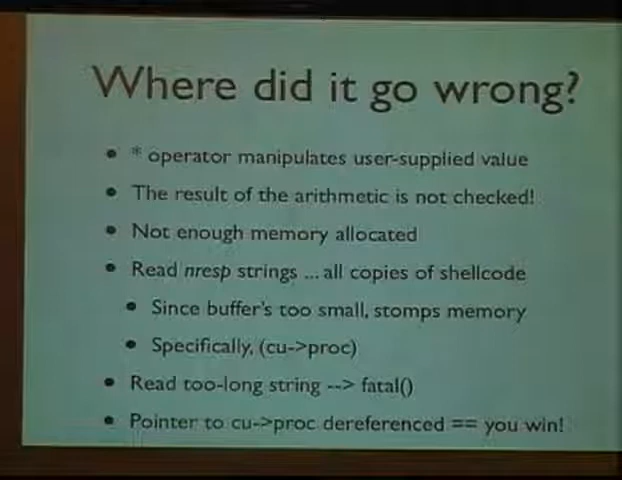 Where did it go wrong?
* operator manipulates user-supplied value
The result of the arithmetic is not checked!
Not enough memory allocated
Read nresp strings ... all copies of shellcode
Since buffer's too small, stomps memory
Specifically, (cu->proc)
Read too-long string --> fatal()
Pointer to cu->proc dereferenced == you win!